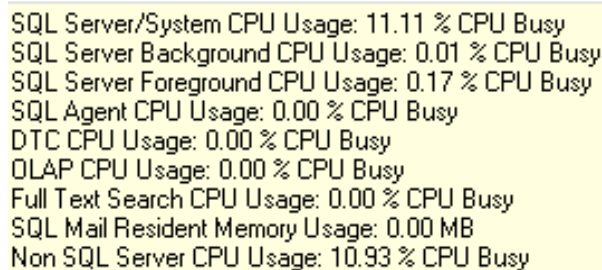 SQL Server/System CPU Usage: 11.11 % CPU Busy
SQL Server Background CPU Usage: 0.01 % CPU Busy
SQL Server Foreground CPU Usage: 0.17 % CPU Busy
SQL Agent CPU Usage: 0.00 % CPU Busy
DTC CPU Usage: 0.00 % CPU Busy
OLAP CPU Usage: 0.00 % CPU Busy
Full Text Search CPU Usage: 0.00 % CPU Busy
SQL Mail Resident Memory Usage: 0.00 MB
Non SQL Server CPU Usage: 10.93 % CPU Busy